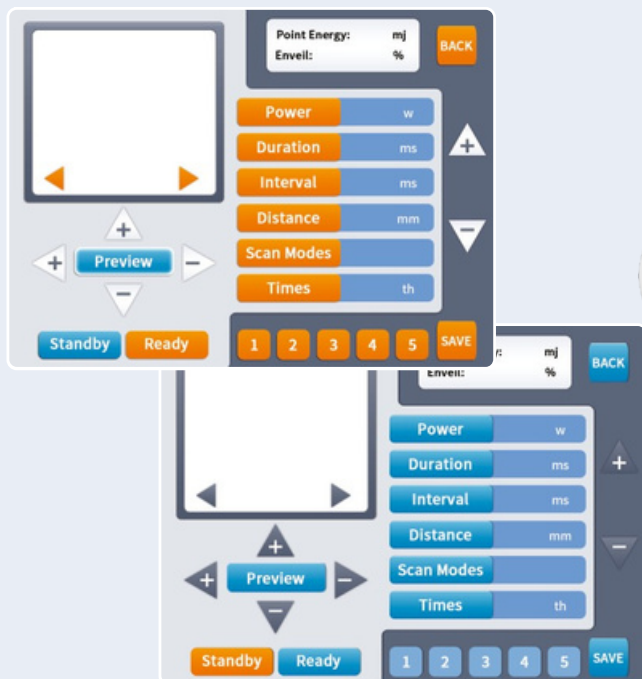 Point Energy: mj
Enveil: %
BACK
Power w
Duration ms
Interval ms
Distance mm
Scan Modes
Times th
+
−
+
+ Preview −
−
Standby Ready
1 2 3 4 5 SAVE
y: mj
Enveil: %
BACK
Power w
Duration ms
Interval ms
Distance mm
Scan Modes
Times th
+
−
+
+ Preview −
−
Standby Ready
1 2 3 4 5 SAVE